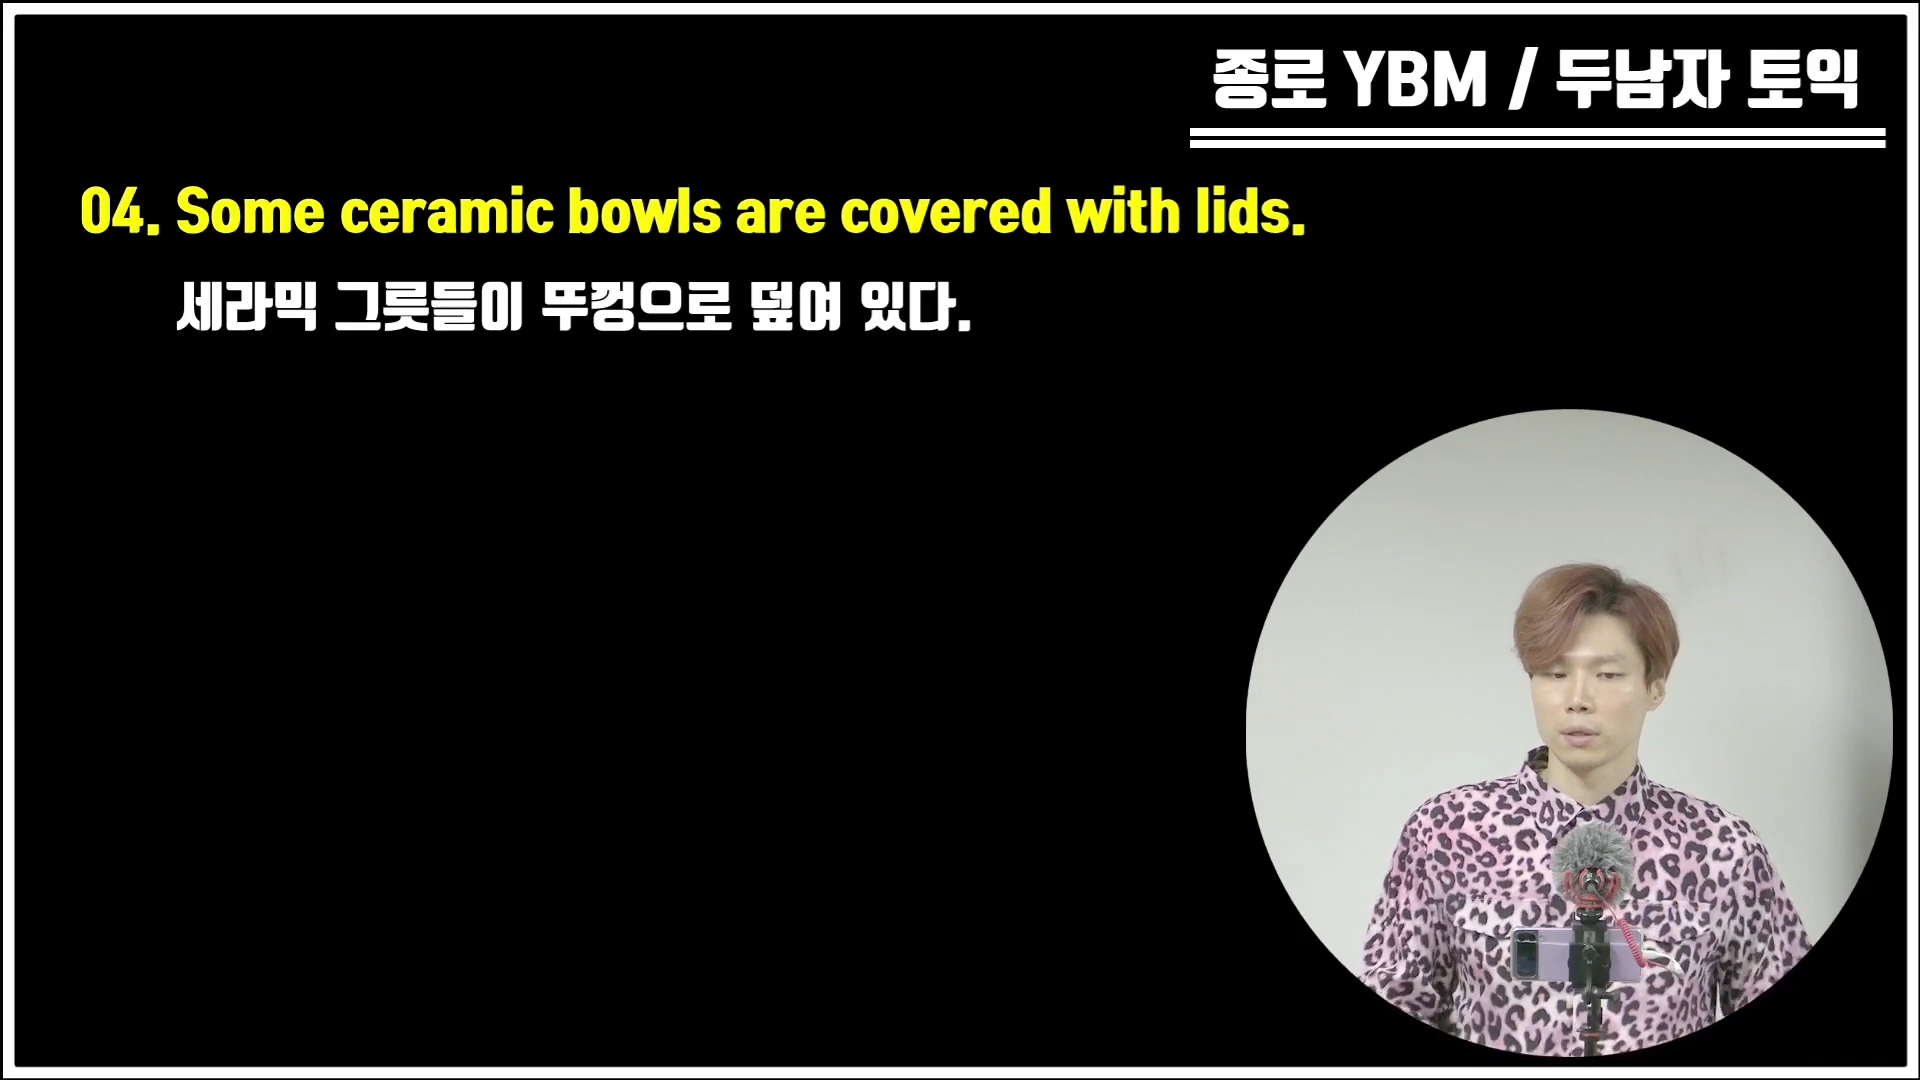 종로 YBM / 두남자 토익
04. Some ceramic bowls are covered with lids.
세라믹 그릇들이 뚜껑으로 덮여 있다.